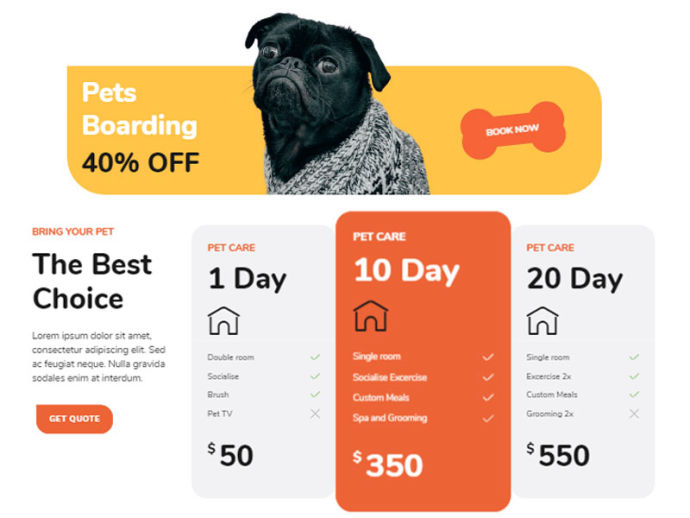 Pets
Boarding
40% OFF
BOOK NOW
BRING YOUR PET
The Best
Choice
Lorem ipsum dolor sit amet,
consectetur adipiscing elit. Sed
ac feugiat neque. Nulla gravida
sodales enim at interdum.
GET QUOTE
PET CARE
1 Day
Double room
Socialise
Brush
Pet TV
$50
PET CARE
10 Day
Single room
Socialise Excercise
Custom Meals
Spa and Grooming
$350
PET CARE
20 Day
Single room
Excercise 2x
Custom Meals
Grooming 2x
$550